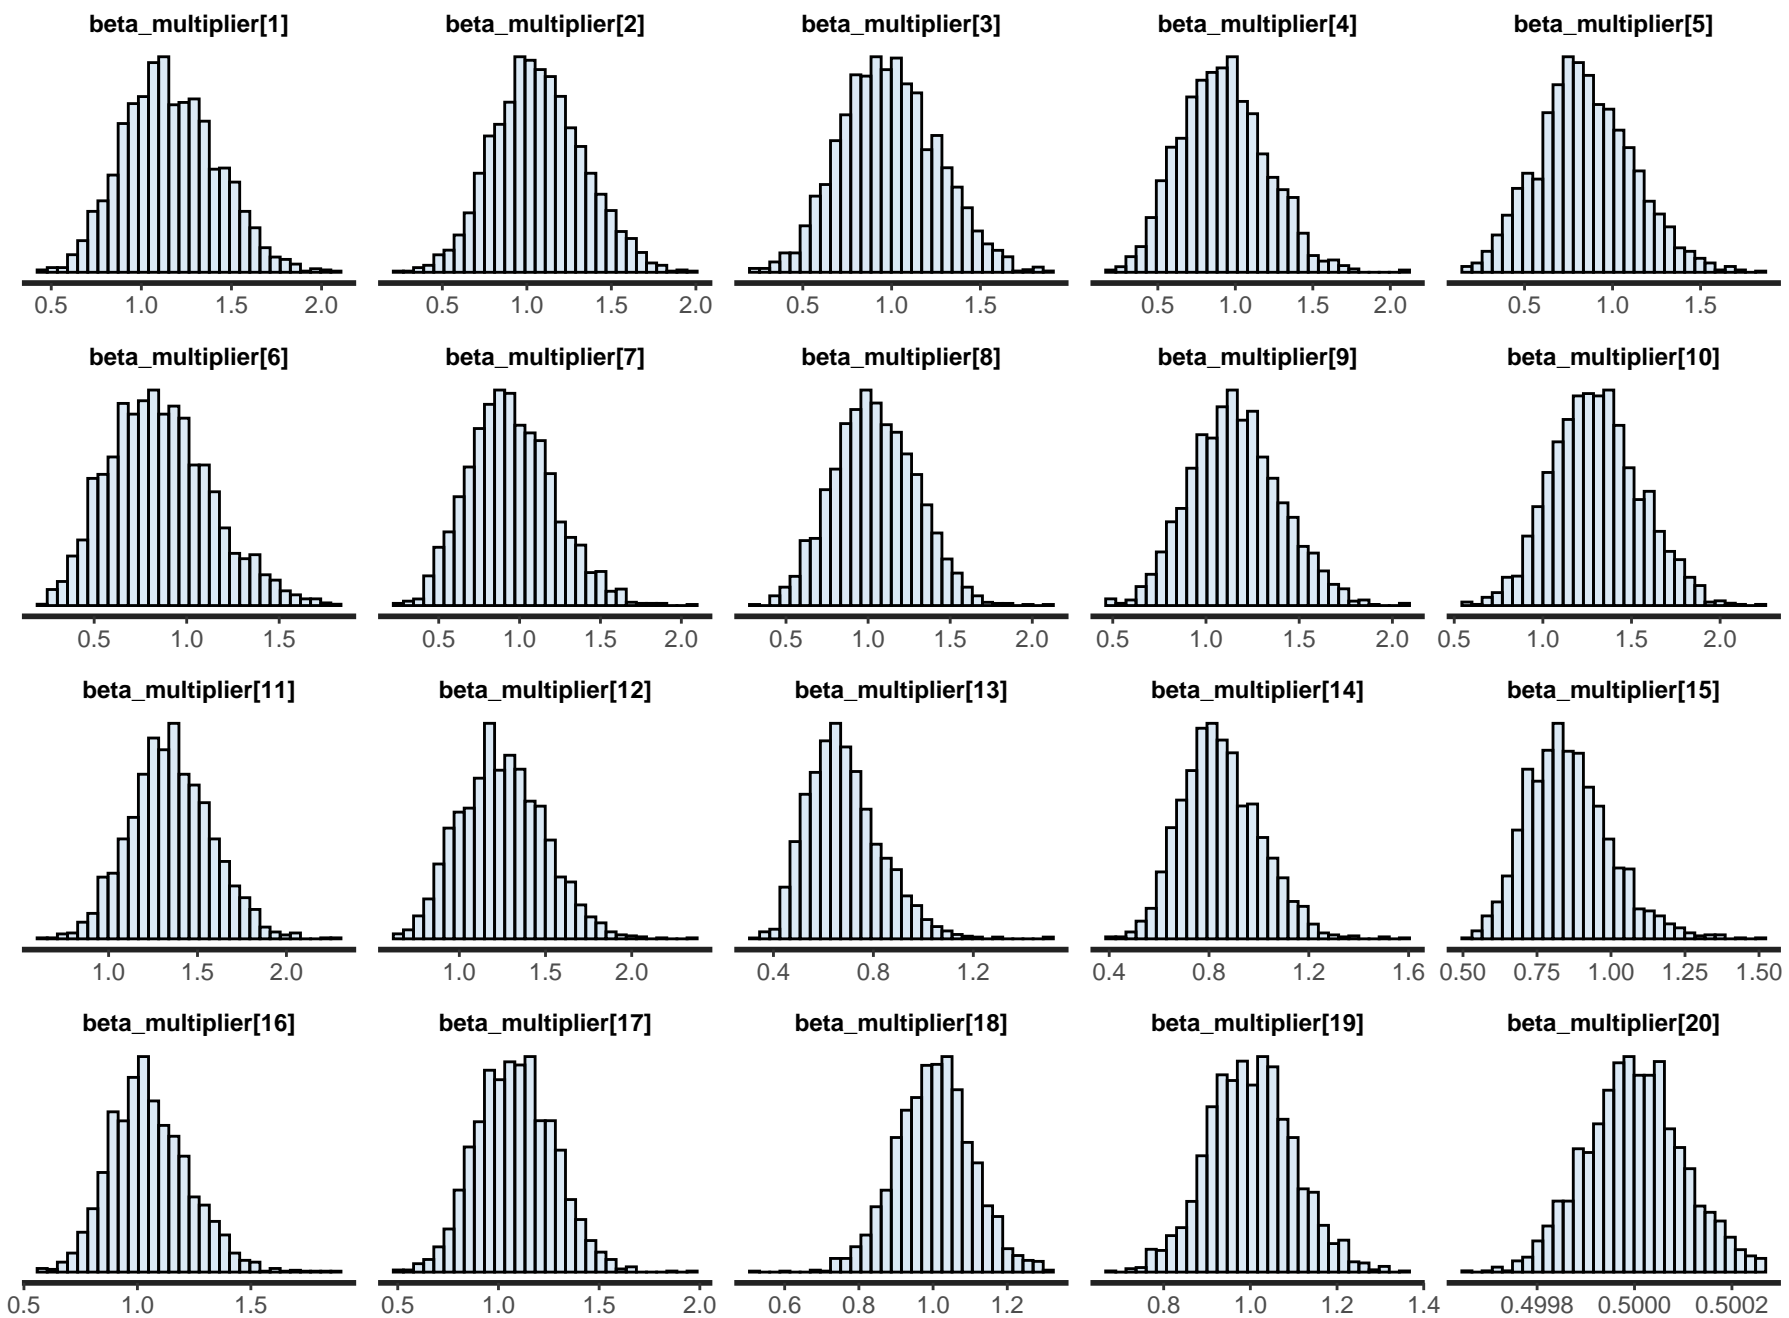 beta_multiplier[1] beta_multiplier[2] beta_multiplier[3] beta_multiplier[4] beta_multiplier[5]
0.5 1.0 1.5 2.0 0.5 1.0 1.5 2.0 0.5 1.0 1.5 0.5 1.0 1.5 2.0 0.5 1.0 1.5
beta_multiplier[6] beta_multiplier[7] beta_multiplier[8] beta_multiplier[9] beta_multiplier[10]
0.5 1.0 1.5 0.5 1.0 1.5 2.0 0.5 1.0 1.5 2.0 0.5 1.0 1.5 2.0 0.5 1.0 1.5 2.0
beta_multiplier[11] beta_multiplier[12] beta_multiplier[13] beta_multiplier[14] beta_multiplier[15]
1.0 1.5 2.0 1.0 1.5 2.0 0.4 0.8 1.2 0.4 0.8 1.2 1.6 0.50 0.75 1.00 1.25 1.50
beta_multiplier[16] beta_multiplier[17] beta_multiplier[18] beta_multiplier[19] beta_multiplier[20]
0.5 1.0 1.5 0.5 1.0 1.5 2.0 0.6 0.8 1.0 1.2 0.8 1.0 1.2 1.4 0.4998 0.5000 0.5002